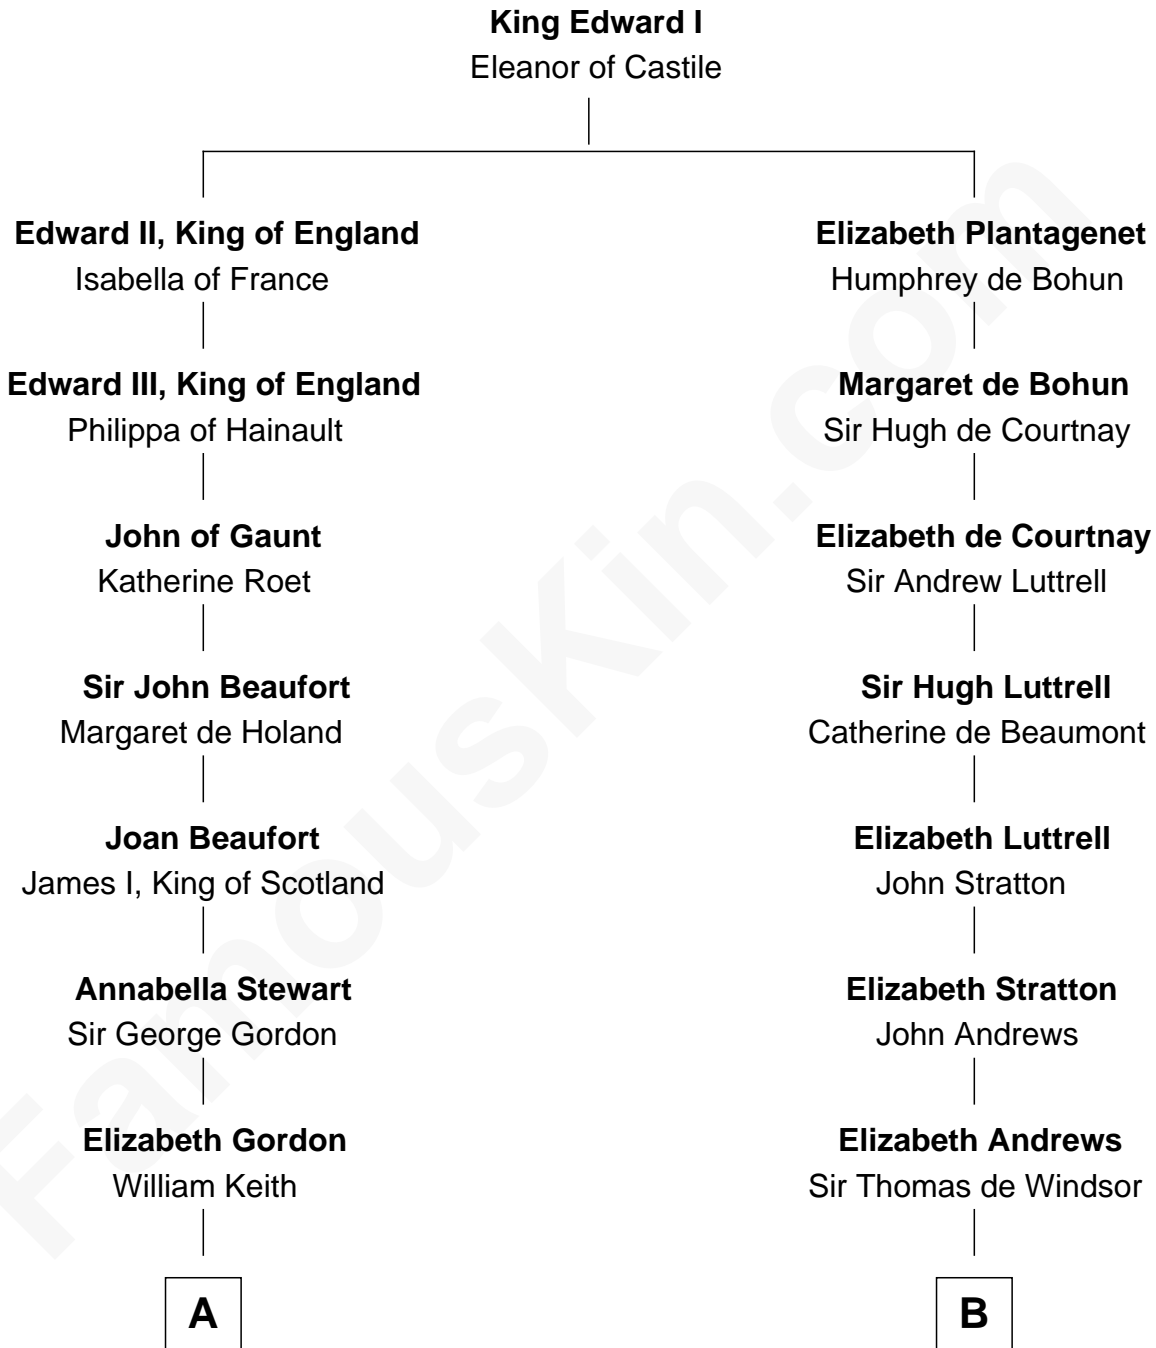 King Edward I
Eleanor of Castile
Edward II, King of England
Isabella of France
Elizabeth Plantagenet
Humphrey de Bohun
Edward III, King of England
Philippa of Hainault
Margaret de Bohun
Sir Hugh de Courtnay
John of Gaunt
Katherine Roet
Elizabeth de Courtnay
Sir Andrew Luttrell
Sir John Beaufort
Margaret de Holand
Sir Hugh Luttrell
Catherine de Beaumont
Joan Beaufort
James I, King of Scotland
Elizabeth Luttrell
John Stratton
Annabella Stewart
Sir George Gordon
Elizabeth Stratton
John Andrews
Elizabeth Gordon
William Keith
Elizabeth Andrews
Sir Thomas de Windsor
A
B
FamousKin.com